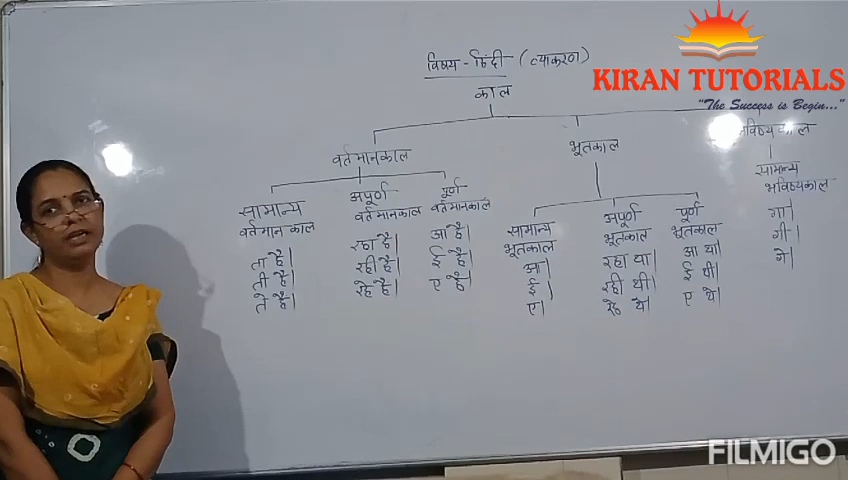 विषय - हिंदी (व्याकरण)
KIRAN TUTORIALS
"The Success is Begin..."
काल
वर्तमानकाल
भूतकाल
भविष्य काल
सामान्य
वर्तमान काल
ता है।
ती है।
ते है।
अपूर्ण
वर्तमानकाल
रहा है।
रही है।
रहे है।
पूर्ण
वर्तमानकाल
आ है।
ई है।
ए है।
सामान्य
भूतकाल
आ।
ई।
ए।
अपूर्ण
भूतकाल
रहा था।
रही थी।
रहे थे।
पूर्ण
भूतकाल
आ था।
ई थी।
ए थे।
सामान्य
भविष्यकाल
गा।
गी।
गे।
FILMIGO